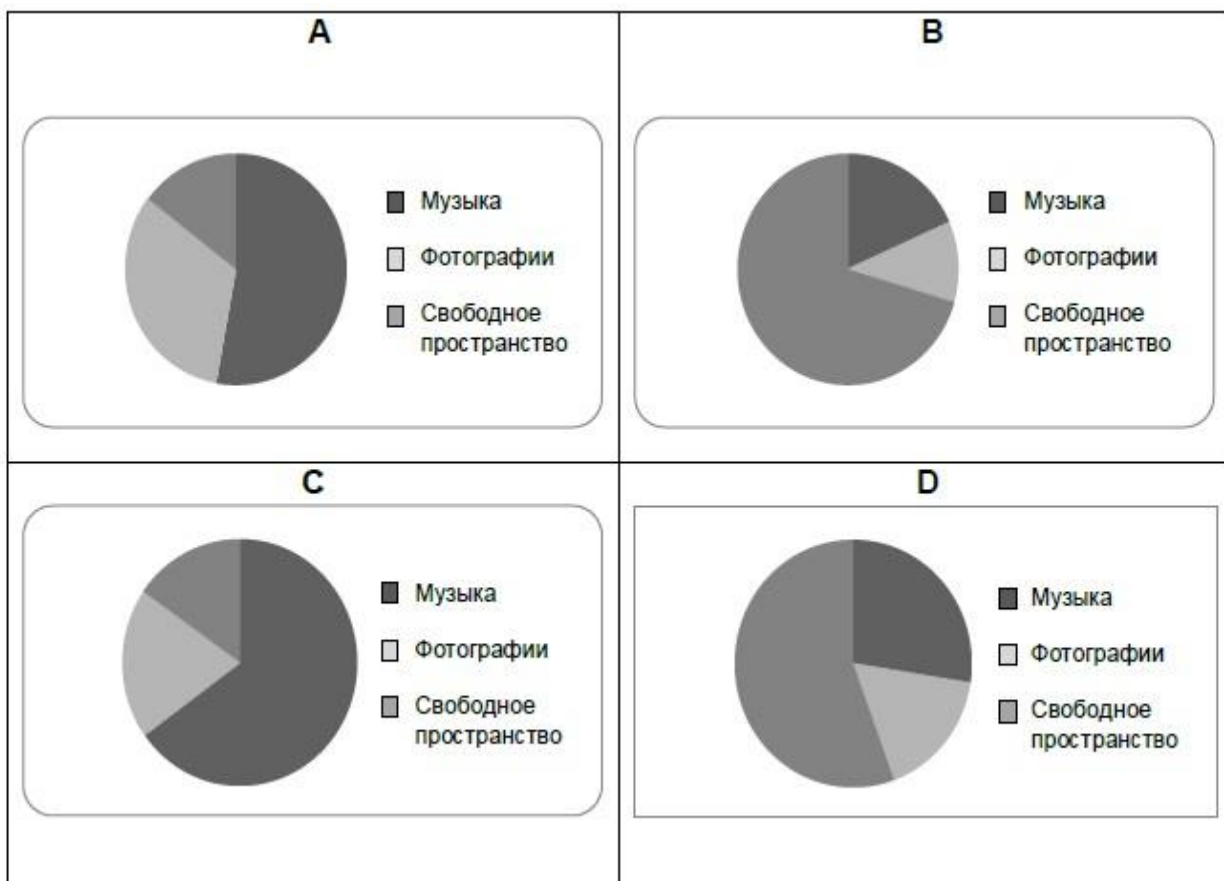 A
Музыка
Фотографии
Свободное
пространство
B
Музыка
Фотографии
Свободное
пространство
C
Музыка
Фотографии
Свободное
пространство
D
Музыка
Фотографии
Свободное
пространство